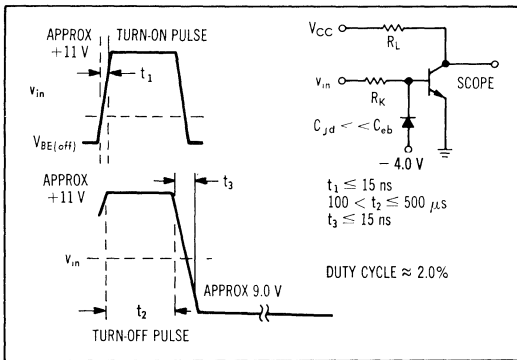 APPROX
+11 V
TURN-ON PULSE
t1
Vin
VBE(off)
APPROX
+11 V
t3
Vin
APPROX 9.0 V
t2
TURN-OFF PULSE
VCC
RL
SCOPE
Vin
RK
Cjd < < Ceb
− 4.0 V
t1 ≤ 15 ns
100 < t2 ≤ 500 μs
t3 ≤ 15 ns
DUTY CYCLE ≈ 2.0%